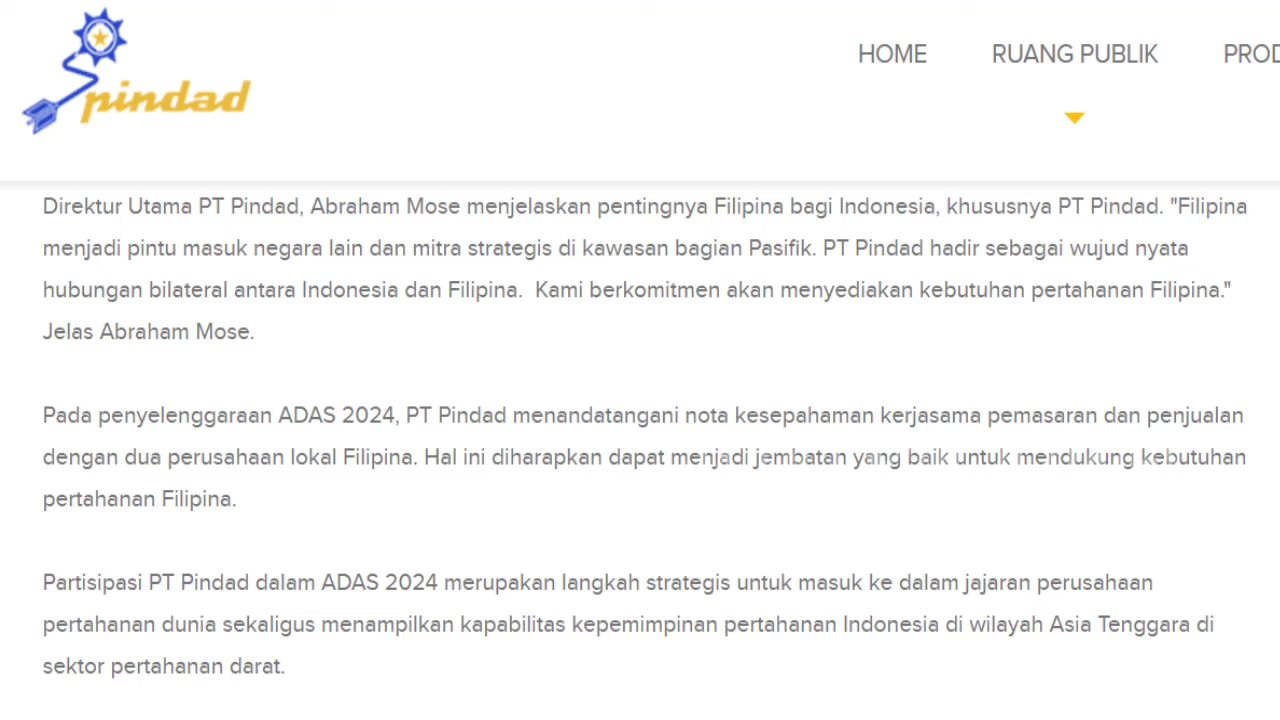 pindad
HOME RUANG PUBLIK PROD
Direktur Utama PT Pindad, Abraham Mose menjelaskan pentingnya Filipina bagi Indonesia, khususnya PT Pindad. "Filipina
menjadi pintu masuk negara lain dan mitra strategis di kawasan bagian Pasifik. PT Pindad hadir sebagai wujud nyata
hubungan bilateral antara Indonesia dan Filipina.  Kami berkomitmen akan menyediakan kebutuhan pertahanan Filipina."
Jelas Abraham Mose.
Pada penyelenggaraan ADAS 2024, PT Pindad menandatangani nota kesepahaman kerjasama pemasaran dan penjualan
dengan dua perusahaan lokal Filipina. Hal ini diharapkan dapat menjadi jembatan yang baik untuk mendukung kebutuhan
pertahanan Filipina.
Partisipasi PT Pindad dalam ADAS 2024 merupakan langkah strategis untuk masuk ke dalam jajaran perusahaan
pertahanan dunia sekaligus menampilkan kapabilitas kepemimpinan pertahanan Indonesia di wilayah Asia Tenggara di
sektor pertahanan darat.